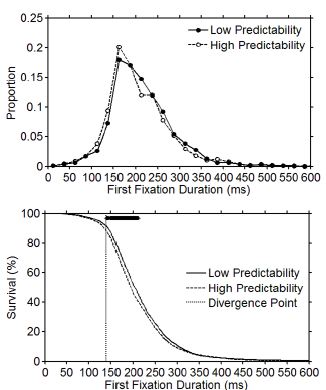 0.25
0.2
0.15
0.1
0.05
0
Proportion
Low Predictability
High Predictability
0 50 100 150 200 250 300 350 400 450 500 550 600
First Fixation Duration (ms)
100
80
60
40
20
0
Survival (%)
Low Predictability
High Predictability
Divergence Point
0 50 100 150 200 250 300 350 400 450 500 550 600
First Fixation Duration (ms)